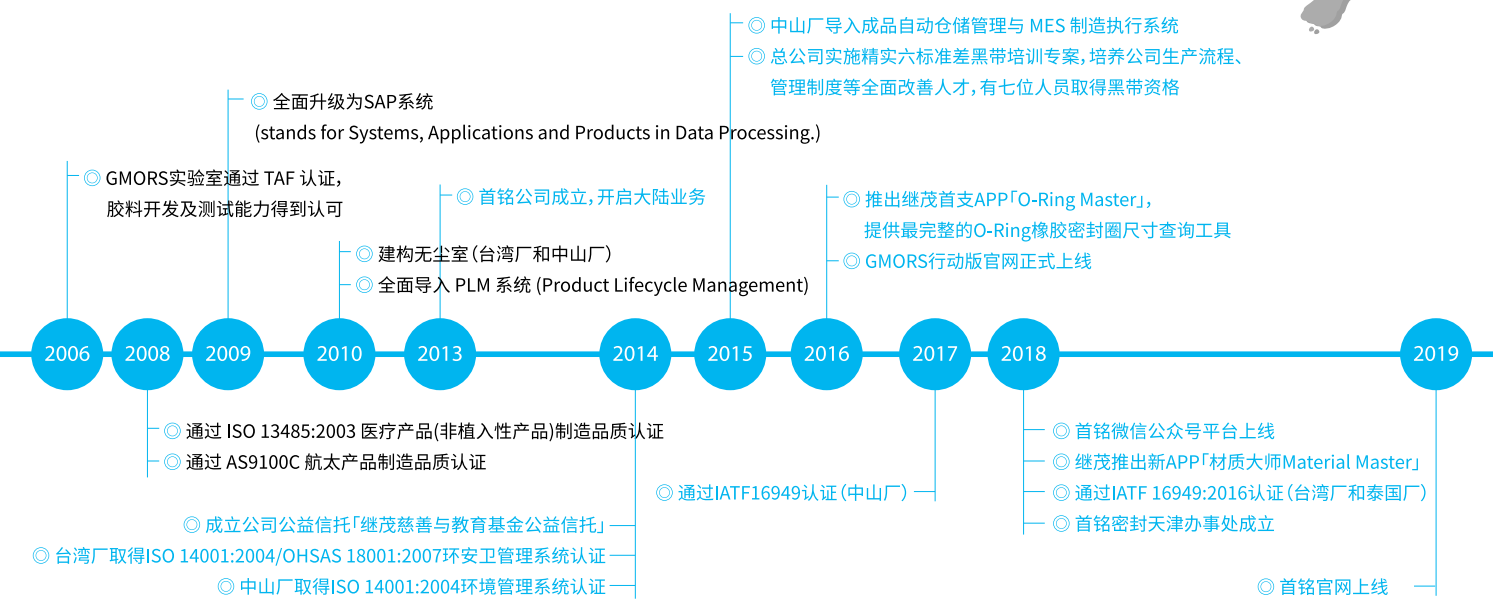 ◎ 中山厂导入成品自动仓储管理与 MES 制造执行系统
◎ 总公司实施精实六标准差黑带培训专案，培养公司生产流程、
管理制度等全面改善人才，有七位人员取得黑带资格
◎ 全面升级为SAP系统
(stands for Systems, Applications and Products in Data Processing.)
◎ GMORS实验室通过 TAF 认证，
胶料开发及测试能力得到认可
◎ 首铭公司成立，开启大陆业务
◎ 推出继茂首支APP「O-Ring Master」，
提供最完整的O-Ring橡胶密封圈尺寸查询工具
◎ GMORS行动版官网正式上线
◎ 建构无尘室（台湾厂和中山厂）
◎ 全面导入 PLM 系统 (Product Lifecycle Management)
2006 2008 2009 2010 2013 2014 2015 2016 2017 2018 2019
◎ 通过 ISO 13485:2003 医疗产品(非植入性产品)制造品质认证
◎ 通过 AS9100C 航太产品制造品质认证
◎ 成立公司公益信托「继茂慈善与教育基金公益信托」
◎ 台湾厂取得ISO 14001:2004/OHSAS 18001:2007环安卫管理系统认证
◎ 中山厂取得ISO 14001:2004环境管理系统认证
◎ 通过IATF16949认证（中山厂）
◎ 首铭微信公众号平台上线
◎ 继茂推出新APP「材质大师Material Master」
◎ 通过IATF 16949:2016认证（台湾厂和泰国厂）
◎ 首铭密封天津办事处成立
◎ 首铭官网上线